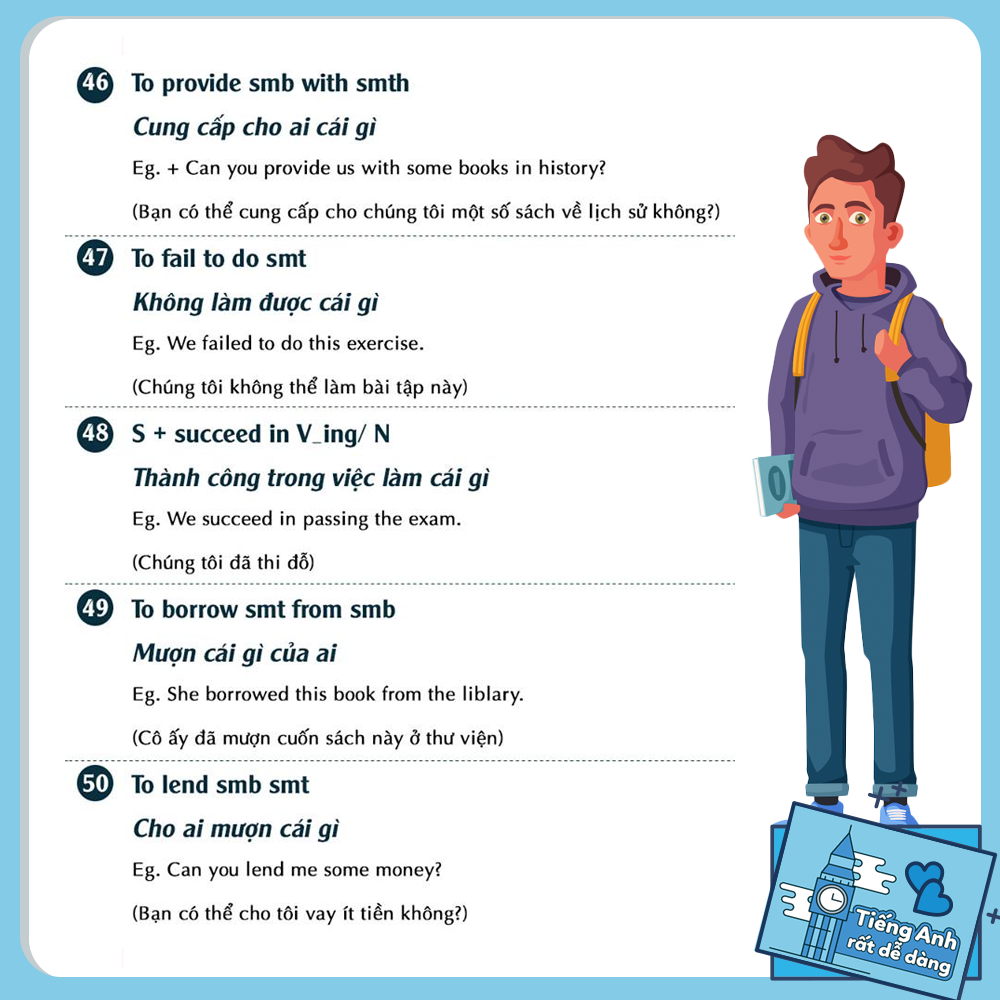 46 To provide smb with smth
Cung cấp cho ai cái gì
Eg. + Can you provide us with some books in history?
(Bạn có thể cung cấp cho chúng tôi một số sách về lịch sử không?)
47 To fail to do smt
Không làm được cái gì
Eg. We failed to do this exercise.
(Chúng tôi không thể làm bài tập này)
48 S + succeed in V_ing/ N
Thành công trong việc làm cái gì
Eg. We succeed in passing the exam.
(Chúng tôi đã thi đỗ)
49 To borrow smt from smb
Mượn cái gì của ai
Eg. She borrowed this book from the liblary.
(Cô ấy đã mượn cuốn sách này ở thư viện)
50 To lend smb smt
Cho ai mượn cái gì
Eg. Can you lend me some money?
(Bạn có thể cho tôi vay ít tiền không?)
Tiếng Anh
rất dễ dàng